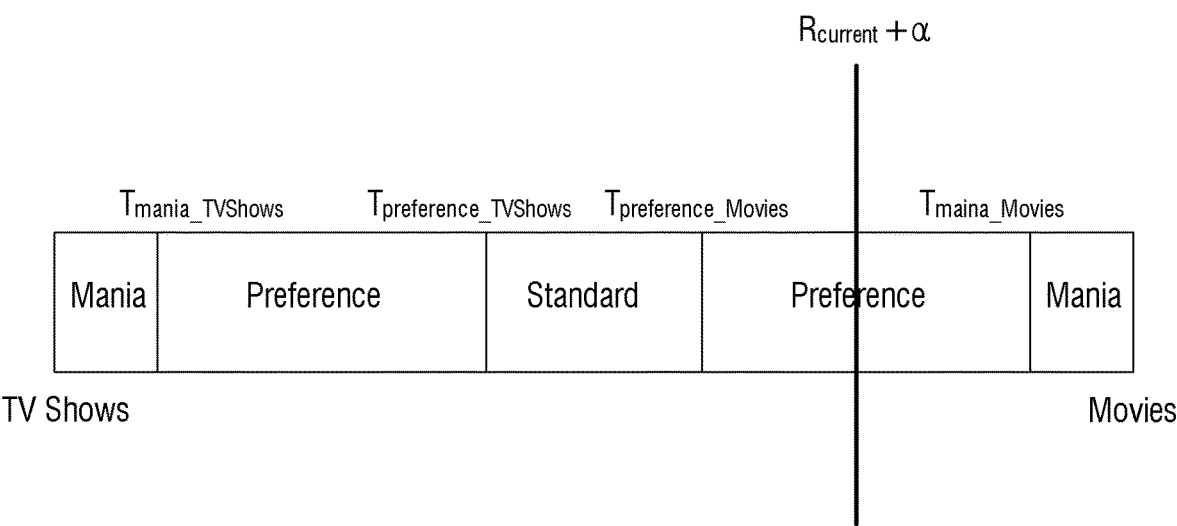 Rcurrent +α
Tmania_TVShows Tpreference_TVShows Tpreference_Movies Tmaina_Movies
Mania Preference Standard Preference Mania
TV Shows Movies